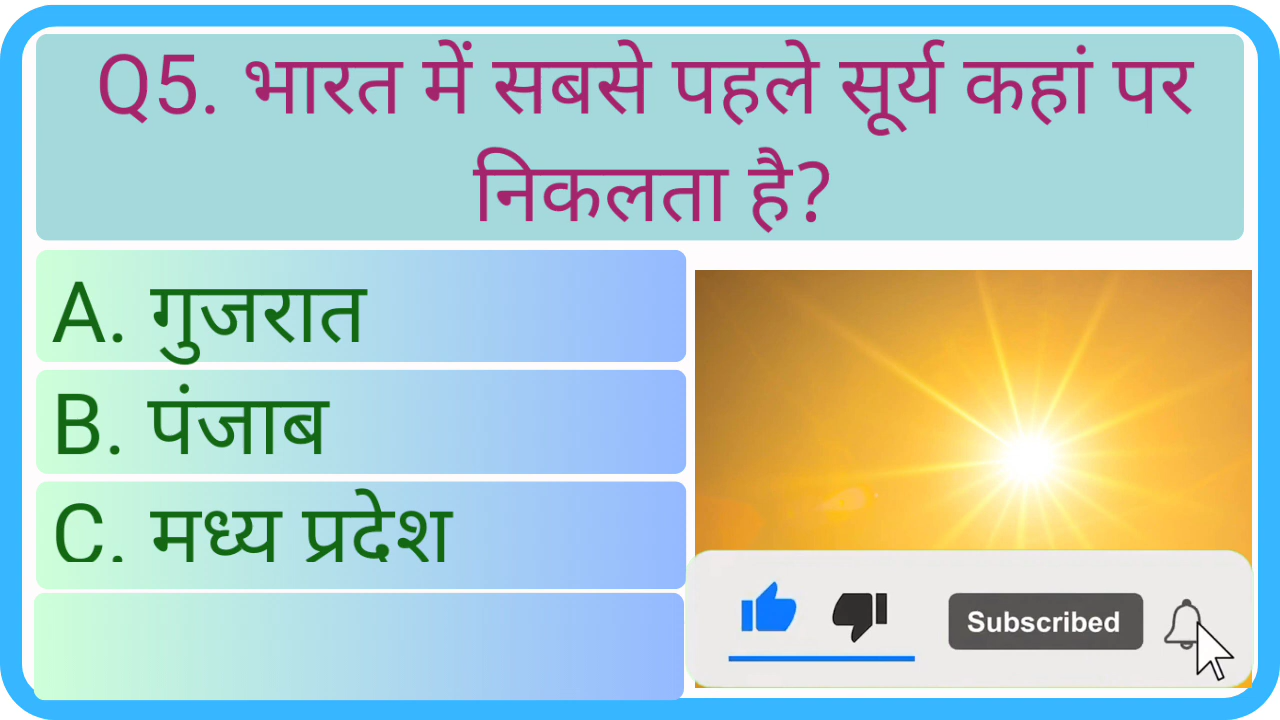 Q5. भारत में सबसे पहले सूर्य कहां पर
निकलता है?
A. गुजरात
B. पंजाब
C. मध्य प्रदेश
Subscribed